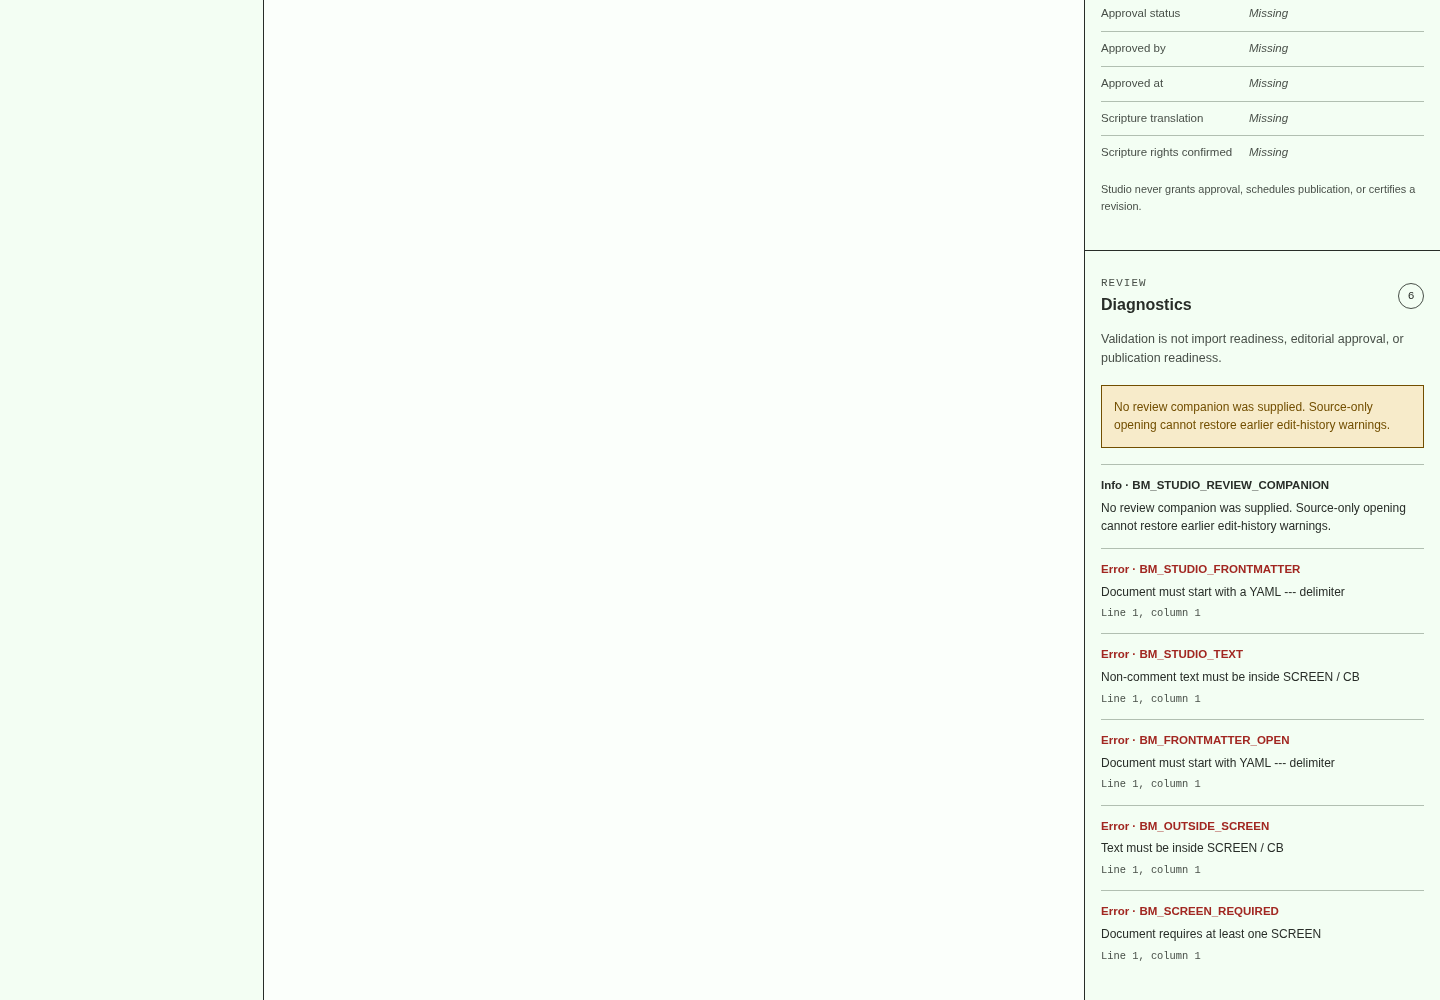 Approval status Missing
Approved by Missing
Approved at Missing
Scripture translation Missing
Scripture rights confirmed Missing
Studio never grants approval, schedules publication, or certifies a
revision.
REVIEW
Diagnostics
6
Validation is not import readiness, editorial approval, or
publication readiness.
No review companion was supplied. Source-only
opening cannot restore earlier edit-history warnings.
Info · BM_STUDIO_REVIEW_COMPANION
No review companion was supplied. Source-only opening
cannot restore earlier edit-history warnings.
Error · BM_STUDIO_FRONTMATTER
Document must start with a YAML --- delimiter
Line 1, column 1
Error · BM_STUDIO_TEXT
Non-comment text must be inside SCREEN / CB
Line 1, column 1
Error · BM_FRONTMATTER_OPEN
Document must start with YAML --- delimiter
Line 1, column 1
Error · BM_OUTSIDE_SCREEN
Text must be inside SCREEN / CB
Line 1, column 1
Error · BM_SCREEN_REQUIRED
Document requires at least one SCREEN
Line 1, column 1